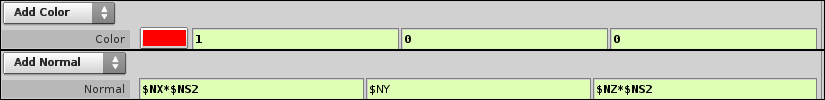 Add Color
Color 1 0 0
Add Normal
Normal $NX*$NS2 $NY $NZ*$NS2